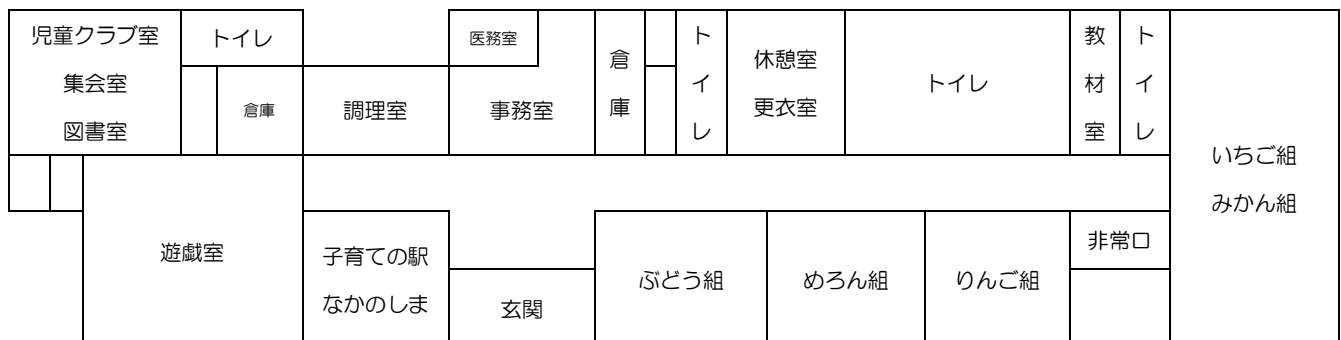 児童クラブ室
集会室
図書室
トイレ
倉庫
調理室
医務室
事務室
倉庫
トイレ
休憩室
更衣室
トイレ
教材室
トイレ
いちご組
みかん組
遊戯室
子育ての駅
なかのしま
玄関
ぶどう組
めろん組
りんご組
非常口